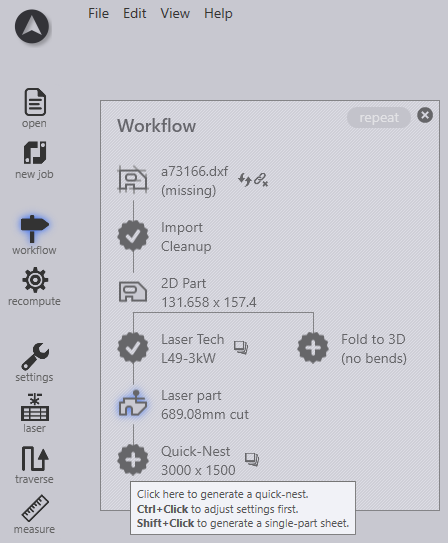 File Edit View Help
open
new job
workflow
recompute
settings
laser
traverse
measure
Workflow
repeat
a73166.dxf
(missing)
Import
Cleanup
2D Part
131.658 x 157.4
Laser Tech
L49-3kW
Fold to 3D
(no bends)
Laser part
689.08mm cut
Quick-Nest
3000 x 1500
Click here to generate a quick-nest.
Ctrl+Click to adjust settings first.
Shift+Click to generate a single-part sheet.